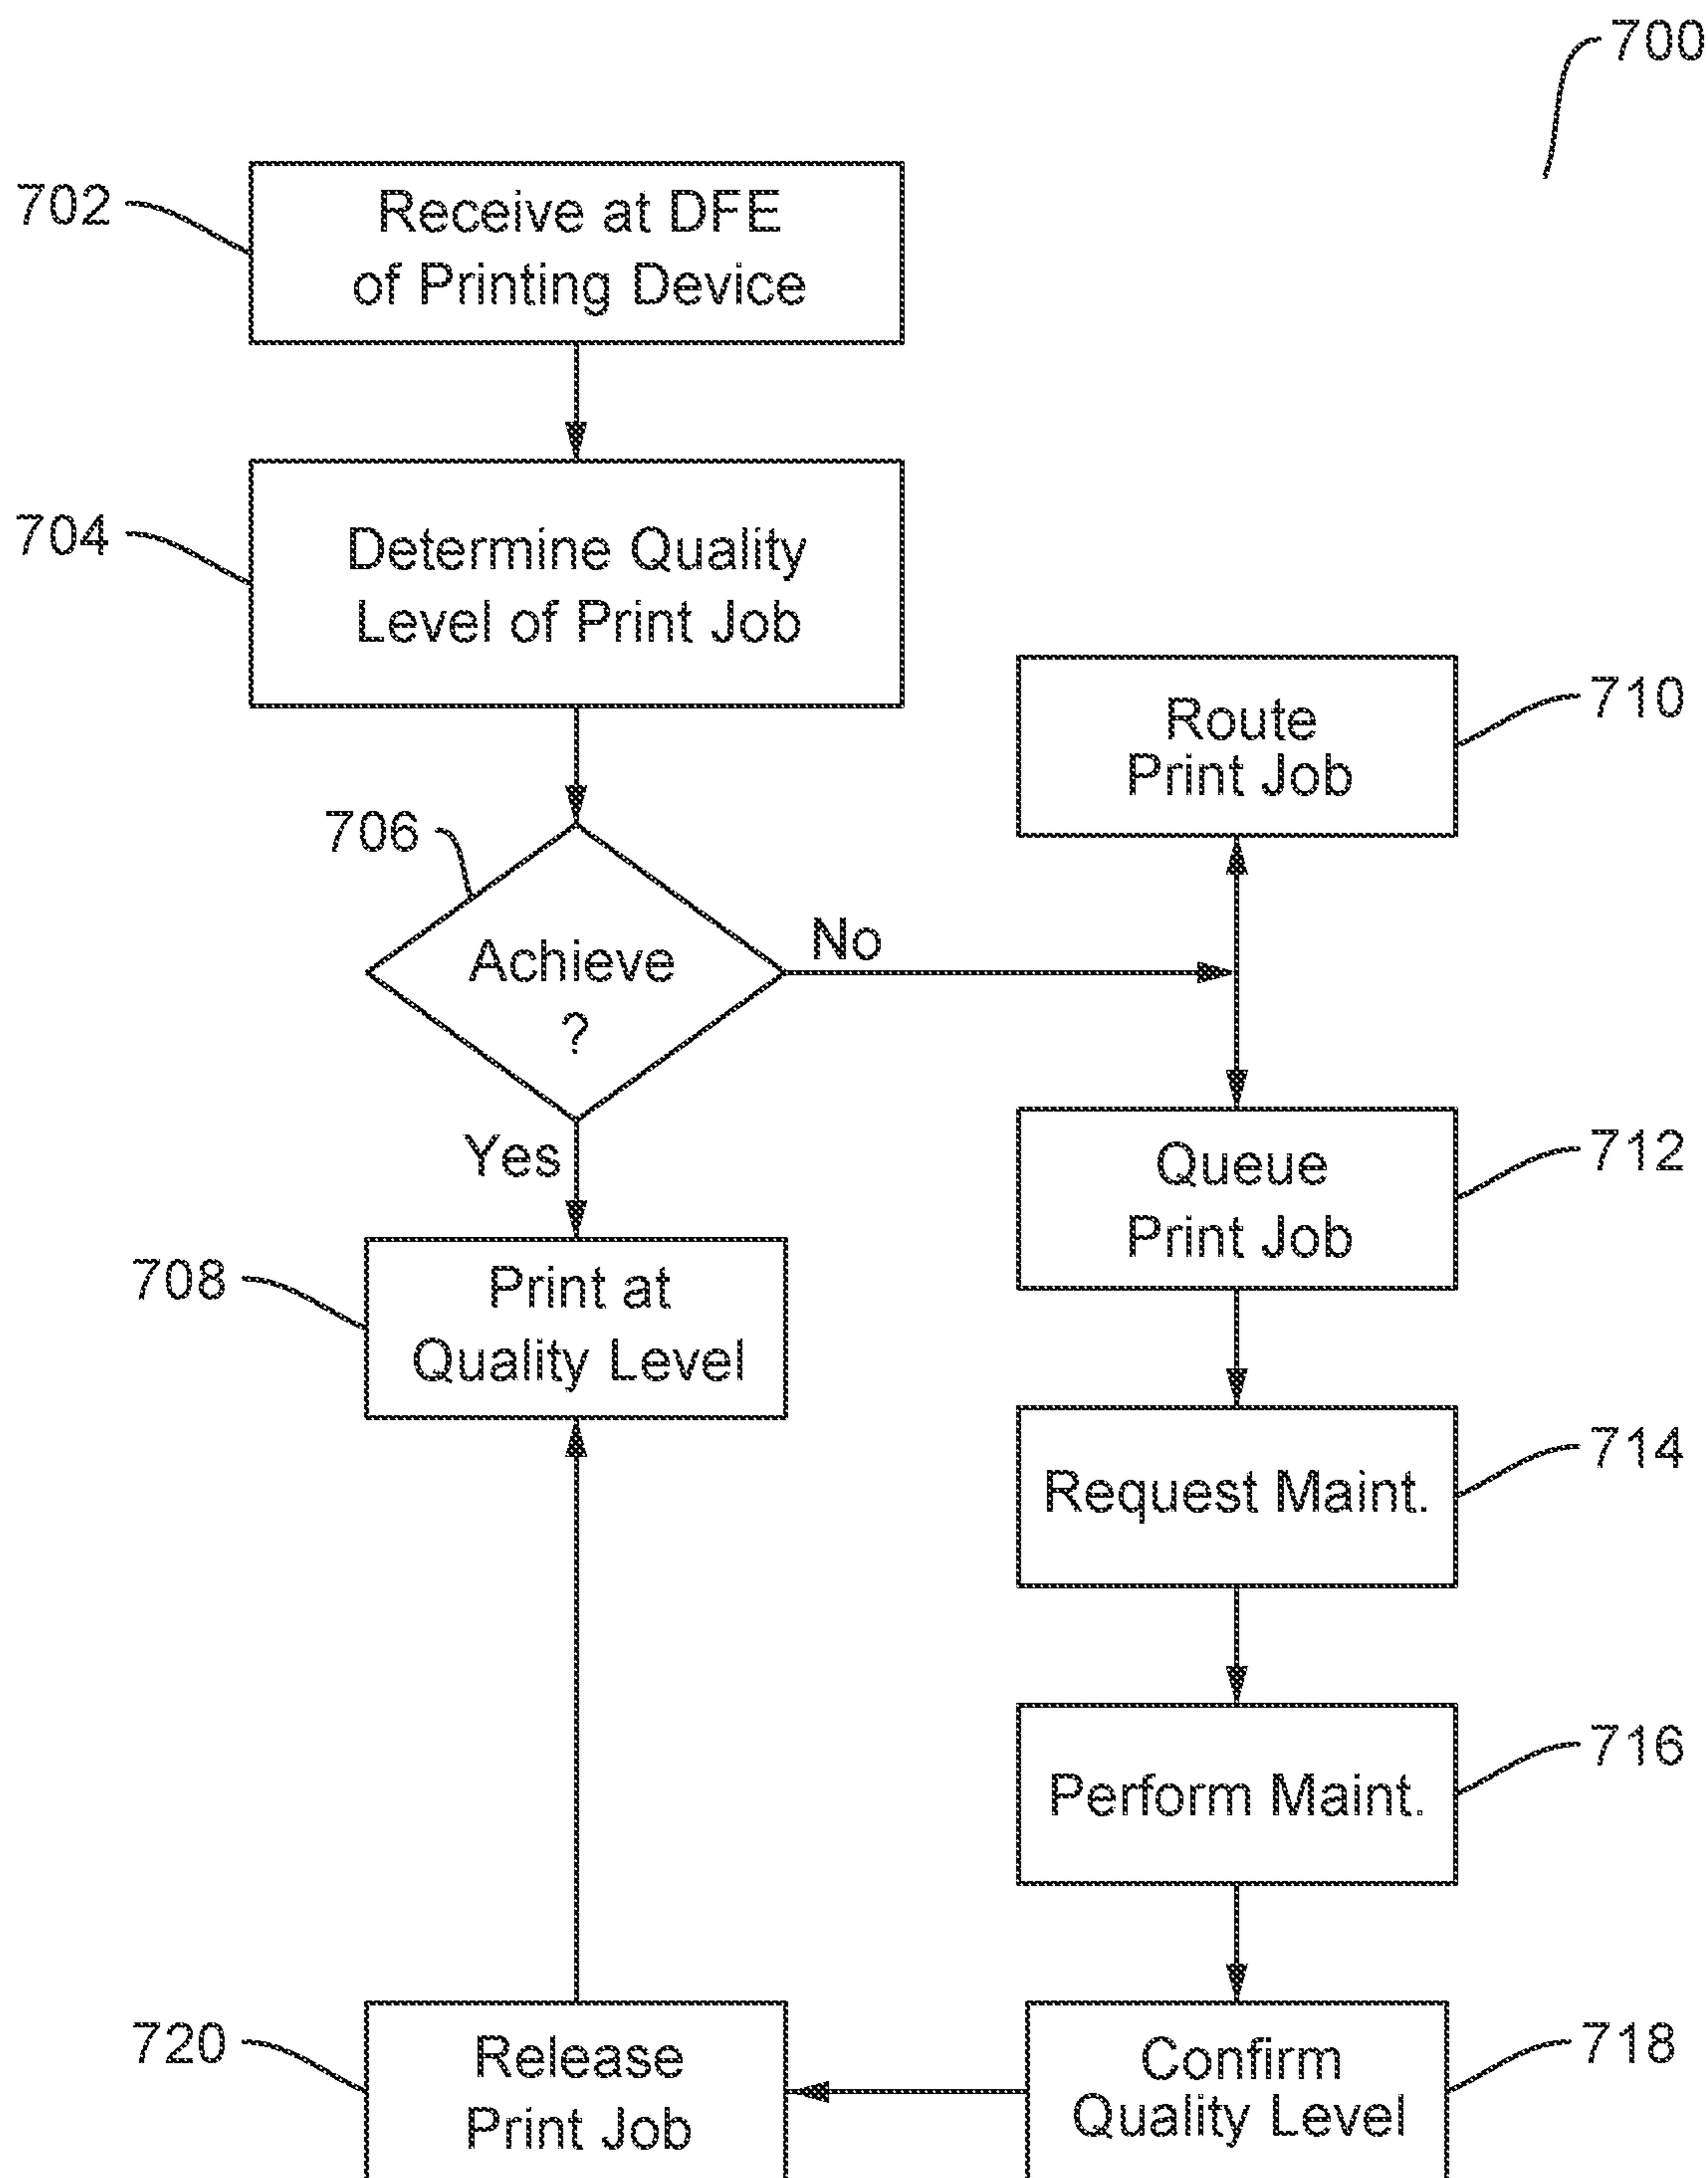 700
702
Receive at DFE
of Printing Device
704
Determine Quality
Level of Print Job
706
Achieve
?
No
Yes
708
Print at
Quality Level
710
Route
Print Job
712
Queue
Print Job
714
Request Maint.
716
Perform Maint.
718
Confirm
Quality Level
720
Release
Print Job